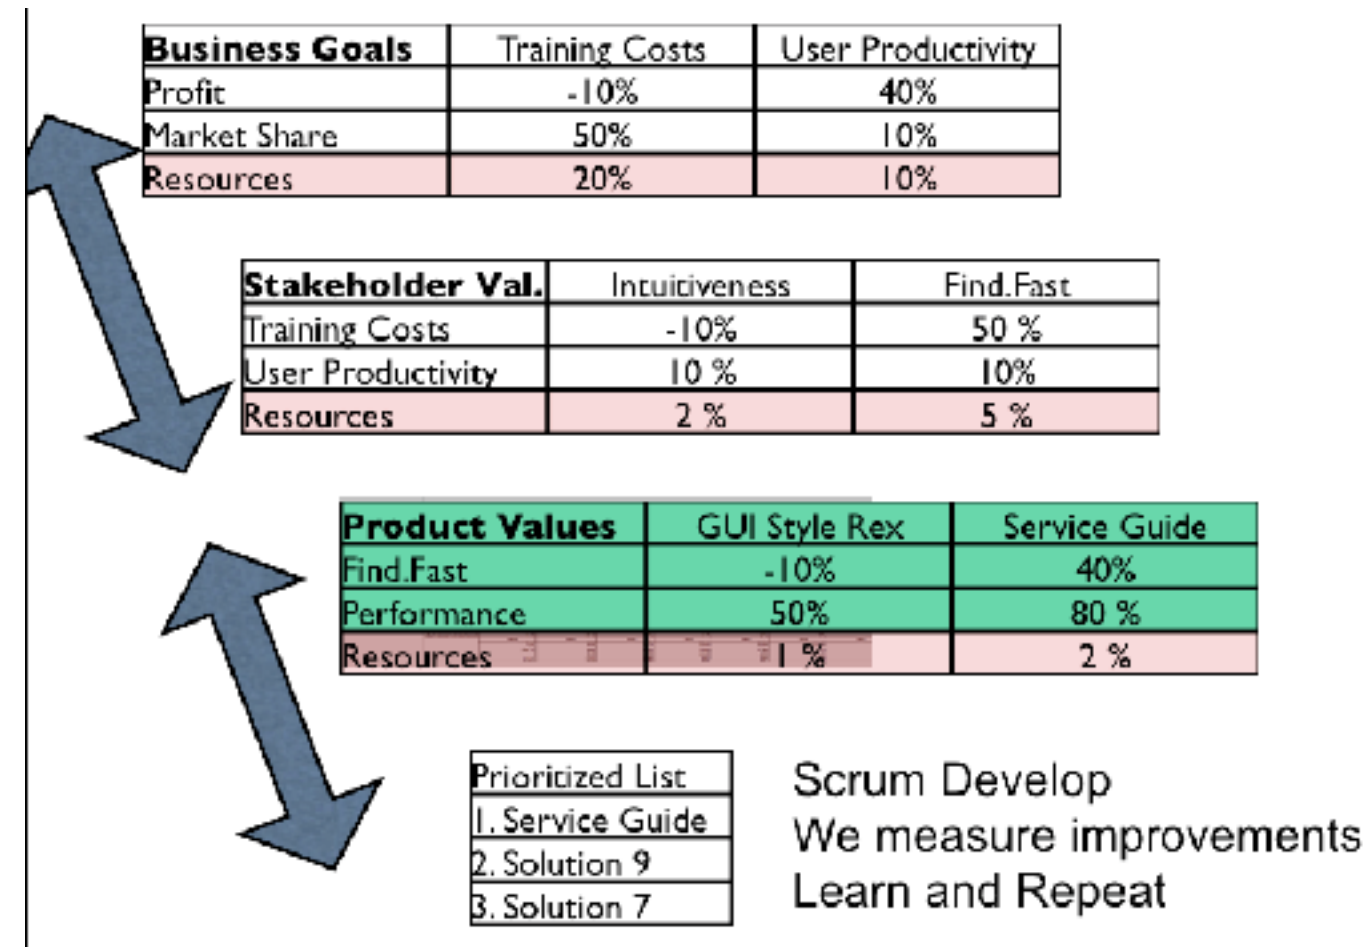 Business Goals Training Costs User Productivity
Profit -10% 40%
Market Share 50% 10%
Resources 20% 10%
Stakeholder Val. Intuitiveness Find.Fast
Training Costs -10% 50 %
User Productivity 10 % 10%
Resources 2 % 5 %
Product Values GUI Style Rex Service Guide
Find.Fast -10% 40%
Performance 50% 80 %
Resources 1 % 2 %
Prioritized List
1. Service Guide
2. Solution 9
3. Solution 7
Scrum Develop
We measure improvements
Learn and Repeat